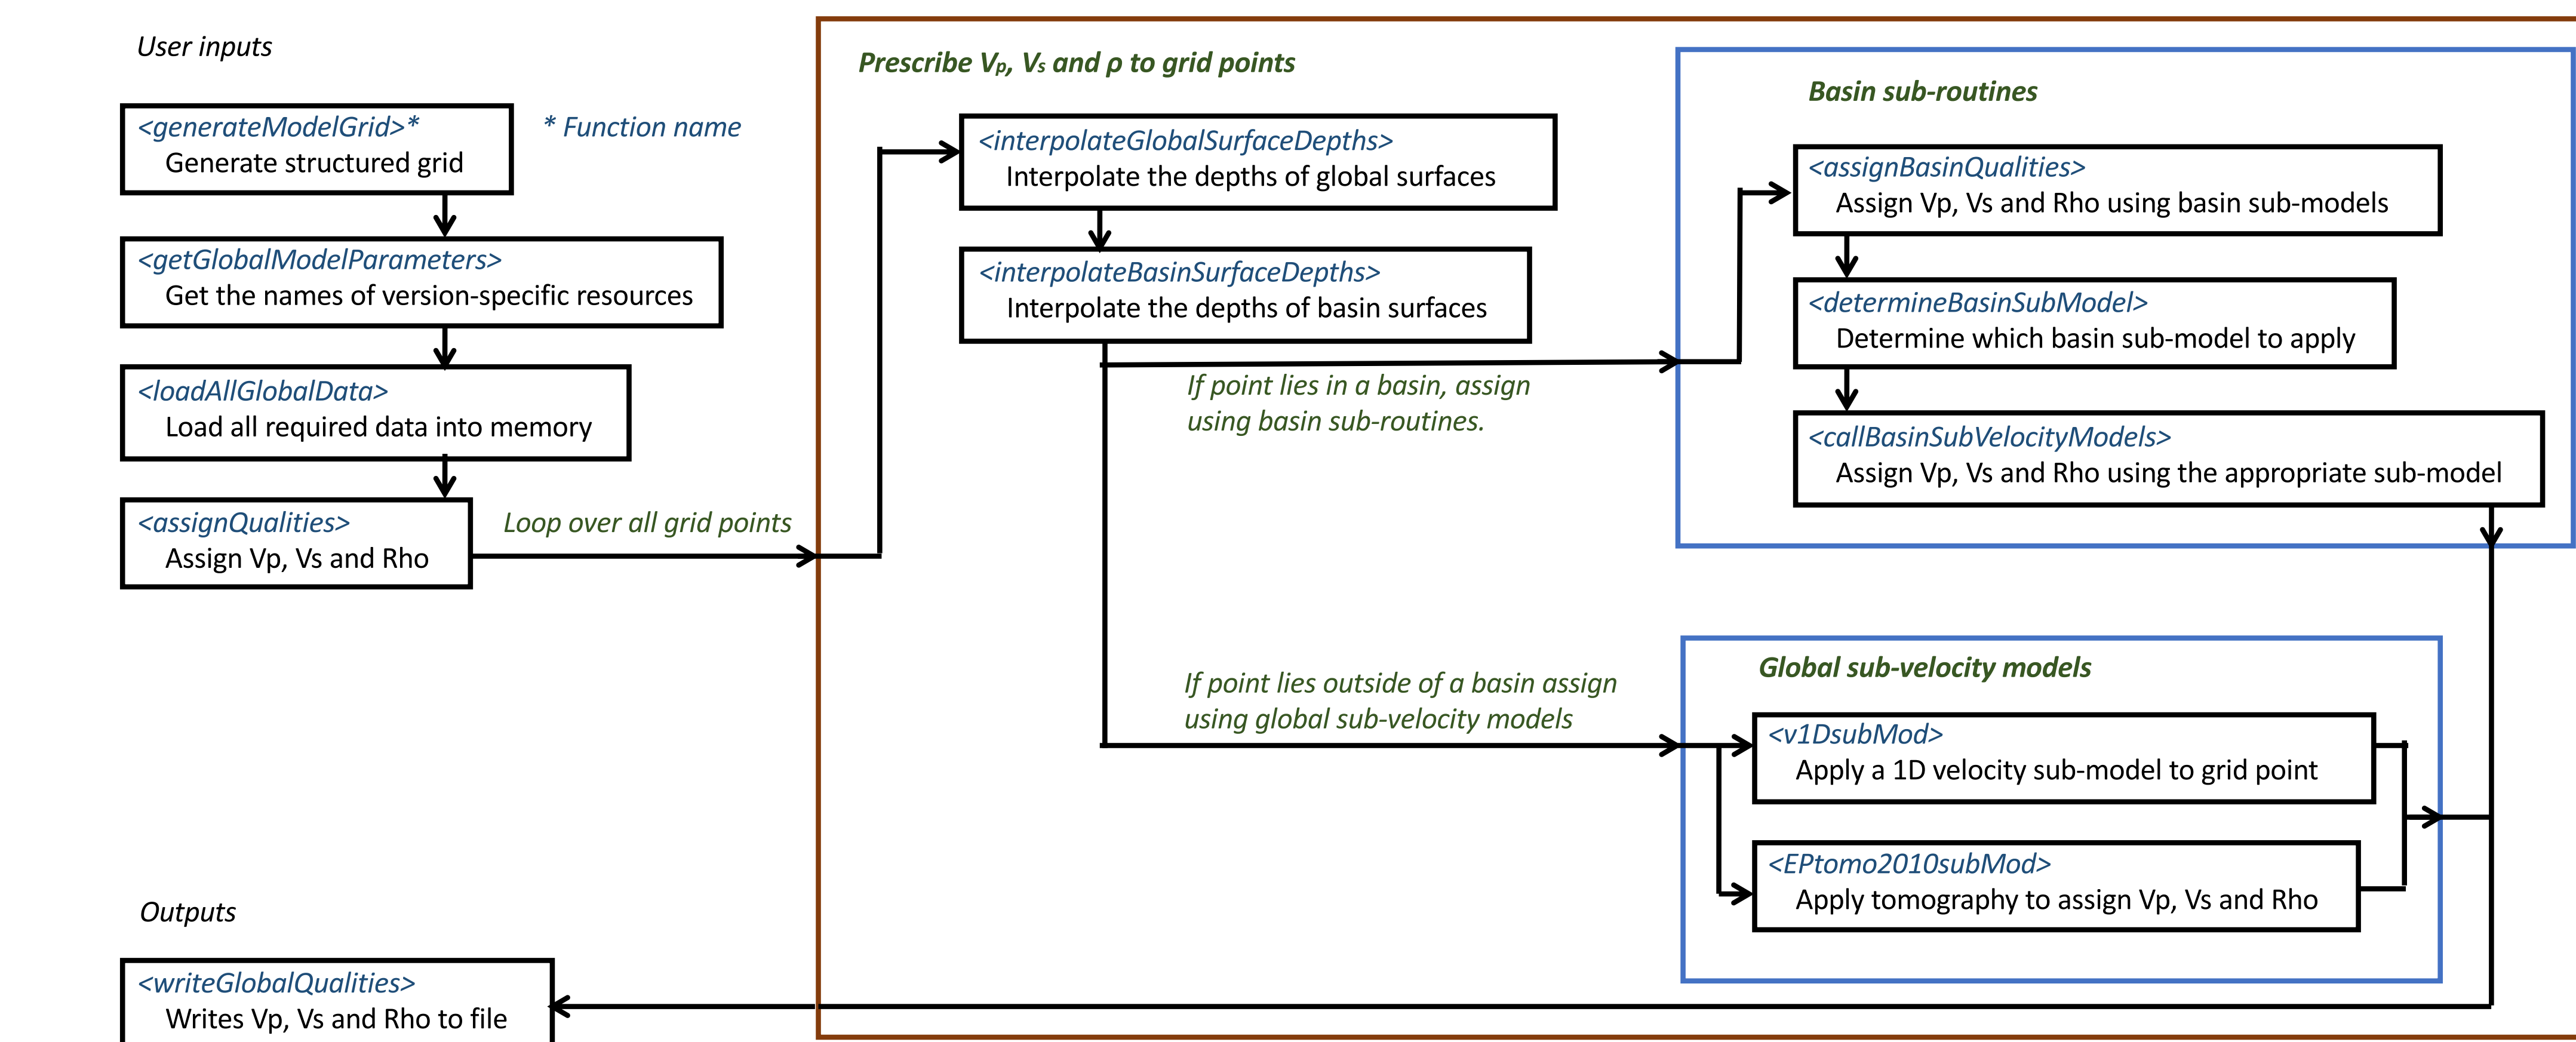 User inputs
<generateModelGrid>*
Generate structured grid
* Function name
<getGlobalModelParameters>
Get the names of version-specific resources
<loadAllGlobalData>
Load all required data into memory
<assignQualities>
Assign Vp, Vs and Rho
Loop over all grid points
Prescribe Vp, Vs and ρ to grid points
<interpolateGlobalSurfaceDepths>
Interpolate the depths of global surfaces
<interpolateBasinSurfaceDepths>
Interpolate the depths of basin surfaces
If point lies in a basin, assign
using basin sub-routines.
Basin sub-routines
<assignBasinQualities>
Assign Vp, Vs and Rho using basin sub-models
<determineBasinSubModel>
Determine which basin sub-model to apply
<callBasinSubVelocityModels>
Assign Vp, Vs and Rho using the appropriate sub-model
If point lies outside of a basin assign
using global sub-velocity models
Global sub-velocity models
<v1DsubMod>
Apply a 1D velocity sub-model to grid point
<EPtomo2010subMod>
Apply tomography to assign Vp, Vs and Rho
Outputs
<writeGlobalQualities>
Writes Vp, Vs and Rho to file